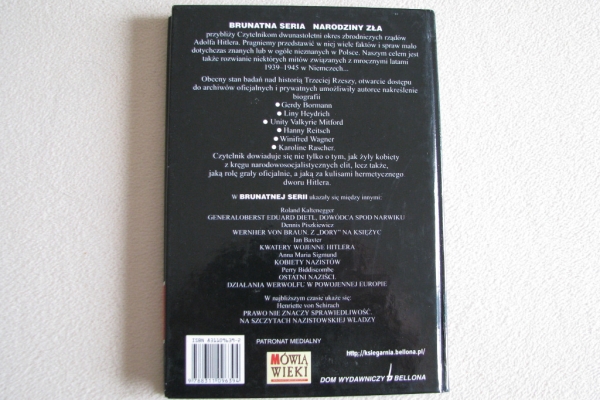 BRUNATNA SERIA NARODZINY ZŁA
przybliży Czytelnikom dwunastoletni okres zbrodniczych rządów
Adolfa Hitlera. Pragniemy przedstawić w niej wiele faktów i spraw mało
dotychczas znanych lub w ogóle nieznanych w Polsce. Naszym celem jest
także rozwianie niektórych mitów związanych z mrocznymi latami
1939–1945 w Niemczech...
Obecny stan badań nad historią Trzeciej Rzeszy, otwarcie dostępu
do archiwów oficjalnych i prywatnych umożliwiły autorce nakreślenie
biografii
● Gerdy Bormann
● Liny Heydrich
● Unity Valkyrie Mitford
● Hanny Reitsch
● Winifred Wagner
● Karoline Rascher.
Czytelnik dowiaduje się nie tylko o tym, jak żyły kobiety
z kręgu narodowosocjalistycznych elit, lecz także,
jaką rolę grały oficjalnie, a jaką za kulisami hermetycznego
dworu Hitlera.
W BRUNATNEJ SERII ukazały się między innymi:
Roland Kaltenegger
GENERALOBERST EDUARD DIETL, DOWÓDCA SPOD NARWIKU
Dennis Piszkiewicz
WERNHER VON BRAUN: Z „DORY” NA KSIĘŻYC
Ian Baxter
KWATERY WOJENNE HITLERA
Anna Maria Sigmund
KOBIETY NAZISTÓW
Perry Biddiscombe
OSTATNI NAZIŚCI.
DZIAŁANIA WERWOLFU W POWOJENNEJ EUROPIE
W najbliższym czasie ukaże się:
Henriette von Schirach
PRAWO NIE ZNACZY SPRAWIEDLIWOŚĆ.
NA SZCZYTACH NAZISTOWSKIEJ WŁADZY
PATRONAT MEDIALNY
MÓWIĄ
WIEKI
http://ksiegarnia.bellona.pl/
DOM WYDAWNICZY BELLONA